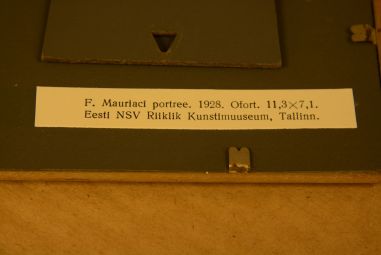 F. Mauriaci portree. 1928. Ofort. 11,3×7,1.
Eesti NSV Riiklik Kunstimuuseum, Tallinn.